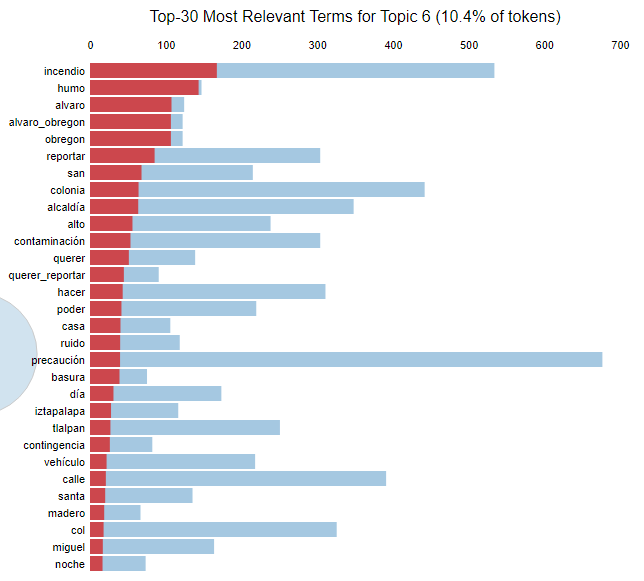 Top-30 Most Relevant Terms for Topic 6 (10.4% of tokens)
0 100 200 300 400 500 600 700
incendio
humo
alvaro
alvaro_obregon
obregon
reportar
san
colonia
alcaldía
alto
contaminación
querer
querer_reportar
hacer
poder
casa
ruido
precaución
basura
día
iztapalapa
tlalpan
contingencia
vehículo
calle
santa
madero
col
miguel
noche